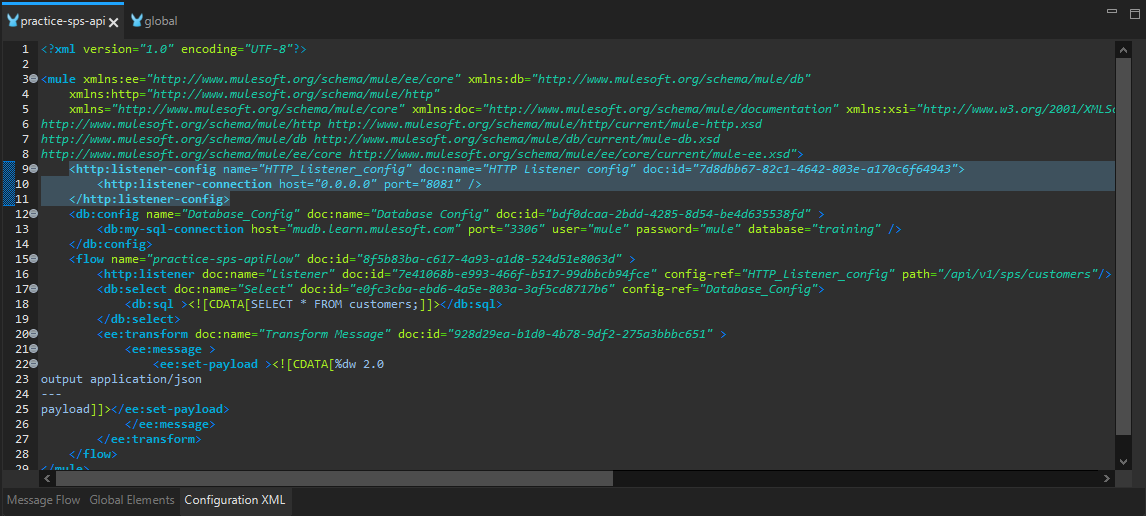 practice-sps-api
global
1 <?xml version="1.0" encoding="UTF-8"?>
2
3 <mule xmlns:ee="http://www.mulesoft.org/schema/mule/ee/core" xmlns:db="http://www.mulesoft.org/schema/mule/db"
4 xmlns:http="http://www.mulesoft.org/schema/mule/http"
5 xmlns="http://www.mulesoft.org/schema/mule/core" xmlns:doc="http://www.mulesoft.org/schema/mule/documentation" xmlns:xsi="http://www.w3.org/2001/XMLSc
6 http://www.mulesoft.org/schema/mule/http http://www.mulesoft.org/schema/mule/http/current/mule-http.xsd
7 http://www.mulesoft.org/schema/mule/db http://www.mulesoft.org/schema/mule/db/current/mule-db.xsd
8 http://www.mulesoft.org/schema/mule/ee/core http://www.mulesoft.org/schema/mule/ee/core/current/mule-ee.xsd">
9 <http:listener-config name="HTTP_Listener_config" doc:name="HTTP Listener config" doc:id="7d8dbb67-82c1-4642-803e-a170c6f64943">
10 <http:listener-connection host="0.0.0.0" port="8081" />
11 </http:listener-config>
12 <db:config name="Database_Config" doc:name="Database Config" doc:id="bdf0dcaa-2bdd-4285-8d54-be4d635538fd" >
13 <db:my-sql-connection host="mudb.learn.mulesoft.com" port="3306" user="mule" password="mule" database="training" />
14 </db:config>
15 <flow name="practice-sps-apiFlow" doc:id="8f5b83ba-c617-4a93-a1d8-524d51e8063d" >
16 <http:listener doc:name="Listener" doc:id="7e41068b-e993-466f-b517-99dbbcb94fce" config-ref="HTTP_Listener_config" path="/api/v1/sps/customers"/>
17 <db:select doc:name="Select" doc:id="e0fc3cba-ebd6-4a5e-803a-3af5cd8717b6" config-ref="Database_Config">
18 <db:sql ><![CDATA[SELECT * FROM customers;]]></db:sql>
19 </db:select>
20 <ee:transform doc:name="Transform Message" doc:id="928d29ea-b1d0-4b78-9df2-275a3bbbc651" >
21 <ee:message >
22 <ee:set-payload ><![CDATA[%dw 2.0
23 output application/json
24 ---
25 payload]]></ee:set-payload>
26 </ee:message>
27 </ee:transform>
28 </flow>
29 </mule>
Message Flow Global Elements Configuration XML